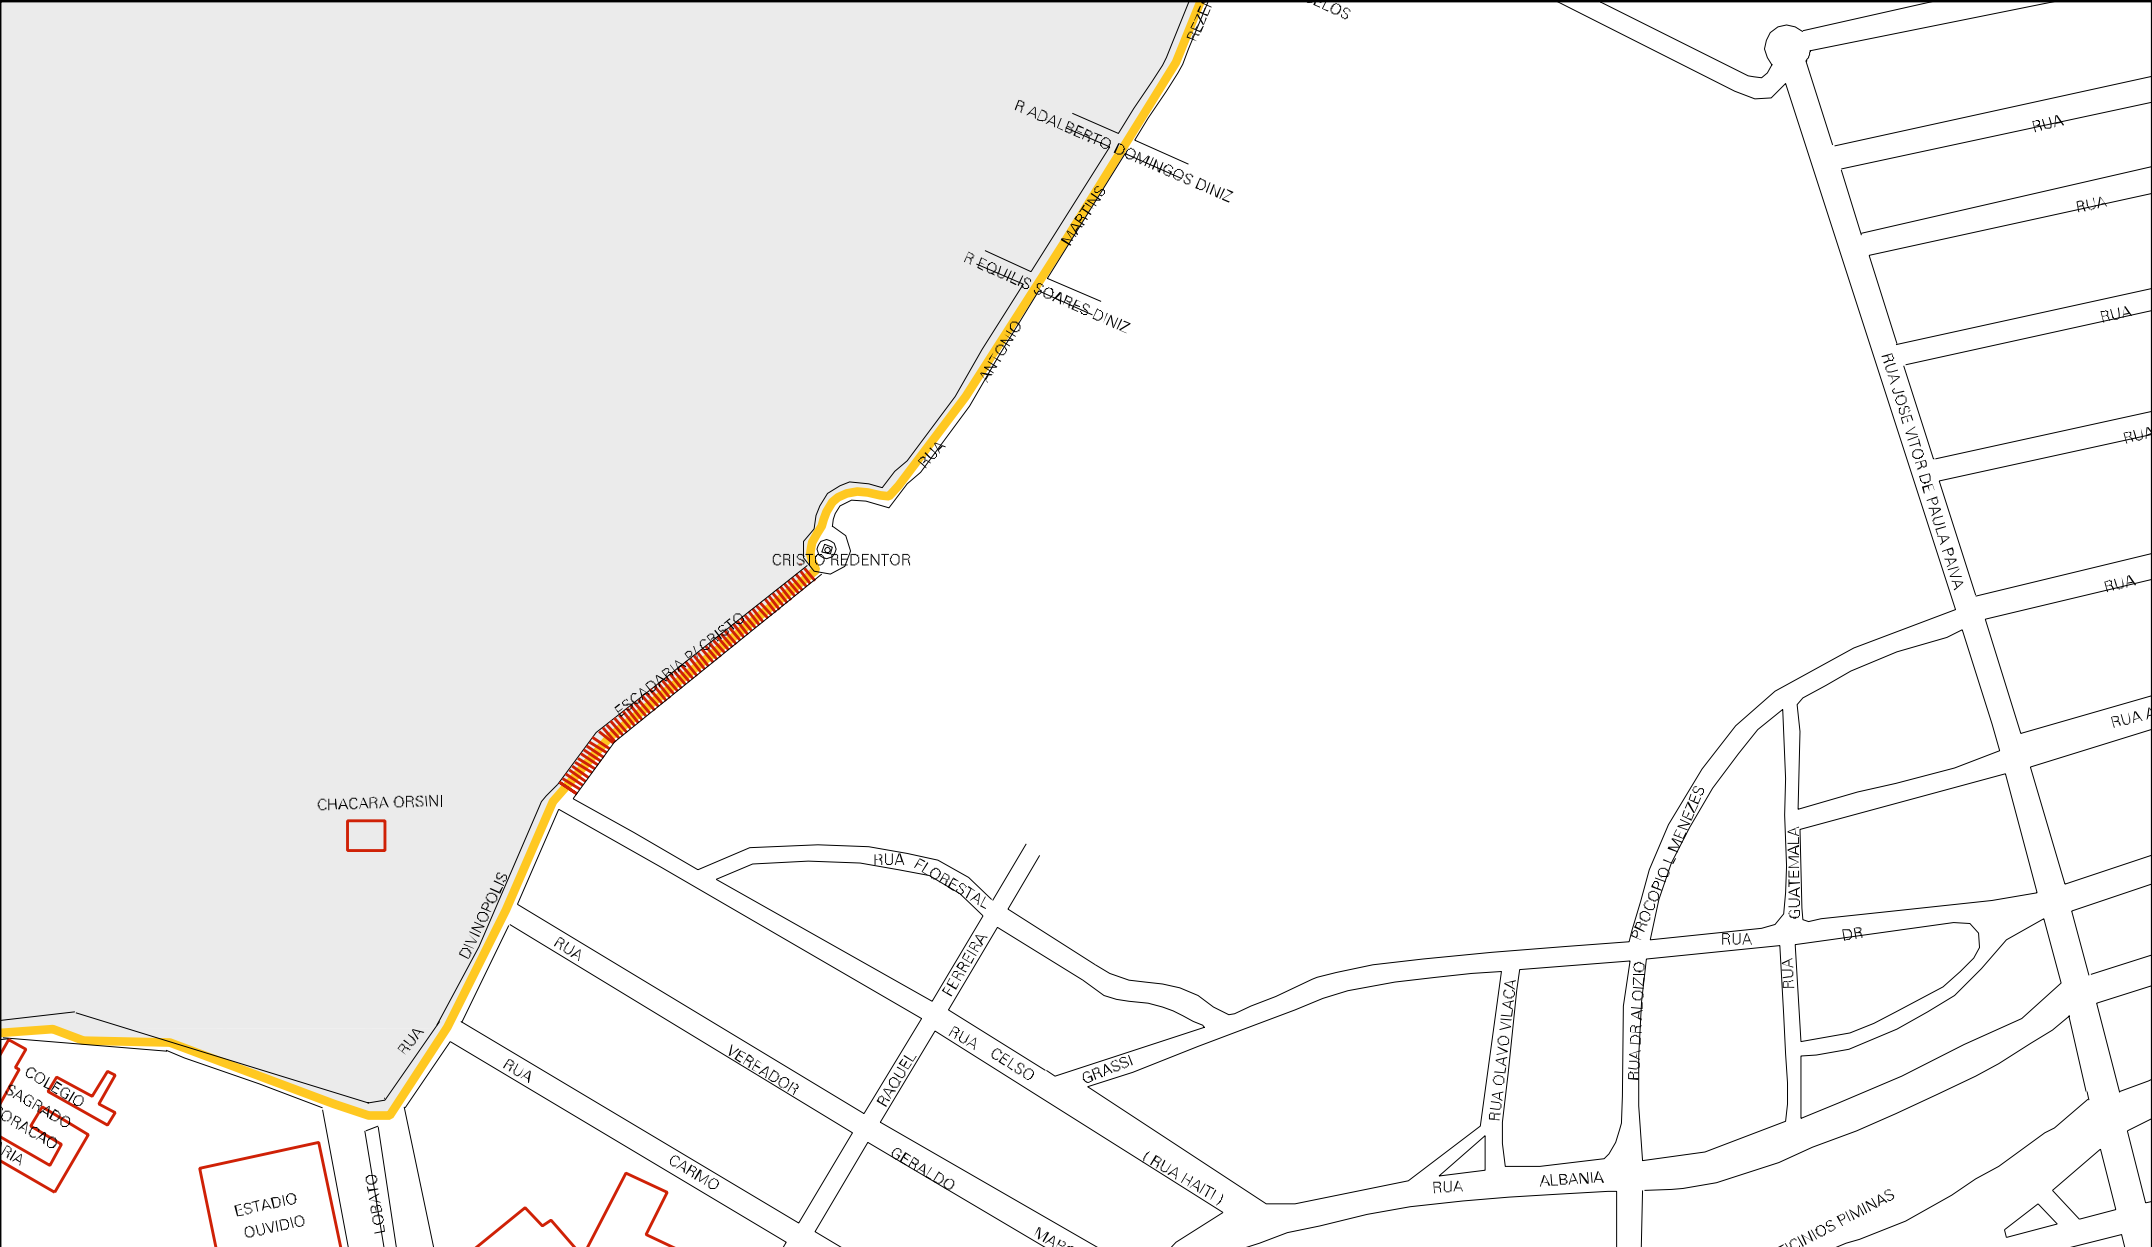 R ADALBERTO DOMINGOS DINIZ
RUA
RUA
RUA ANTONIO MARTINS
R EQUILIS SOARES DINIZ
RUA
RUA JOSE VITOR DE PAULA PAIVA
RUA
CRISTO REDENTOR
RUA
ESCADARIA P/ CRISTO
RUA
CHACARA ORSINI
RUA PROCOPIO L MENEZES
RUA GUATEMALA
RUA FLORESTAL
RUA DIVINOPOLIS
RUA DR
RAQUEL FERREIRA
RUA VEREADOR GERALDO
RUA OLAVO VILACA
RUA DR ALOIZIO
RUA CELSO GRASSI
( RUA HAITI )
RUA CARMO
COLEGIO
SAGRADO
RUA ALBANIA
LOBATO
ESTADIO
OUVIDIO
PIMINAS